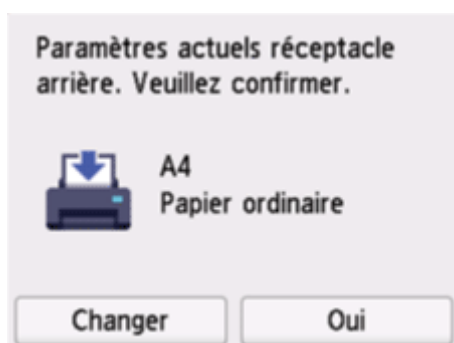 Paramètres actuels réceptacle
arrière. Veuillez confirmer.
A4
Papier ordinaire
Changer
Oui